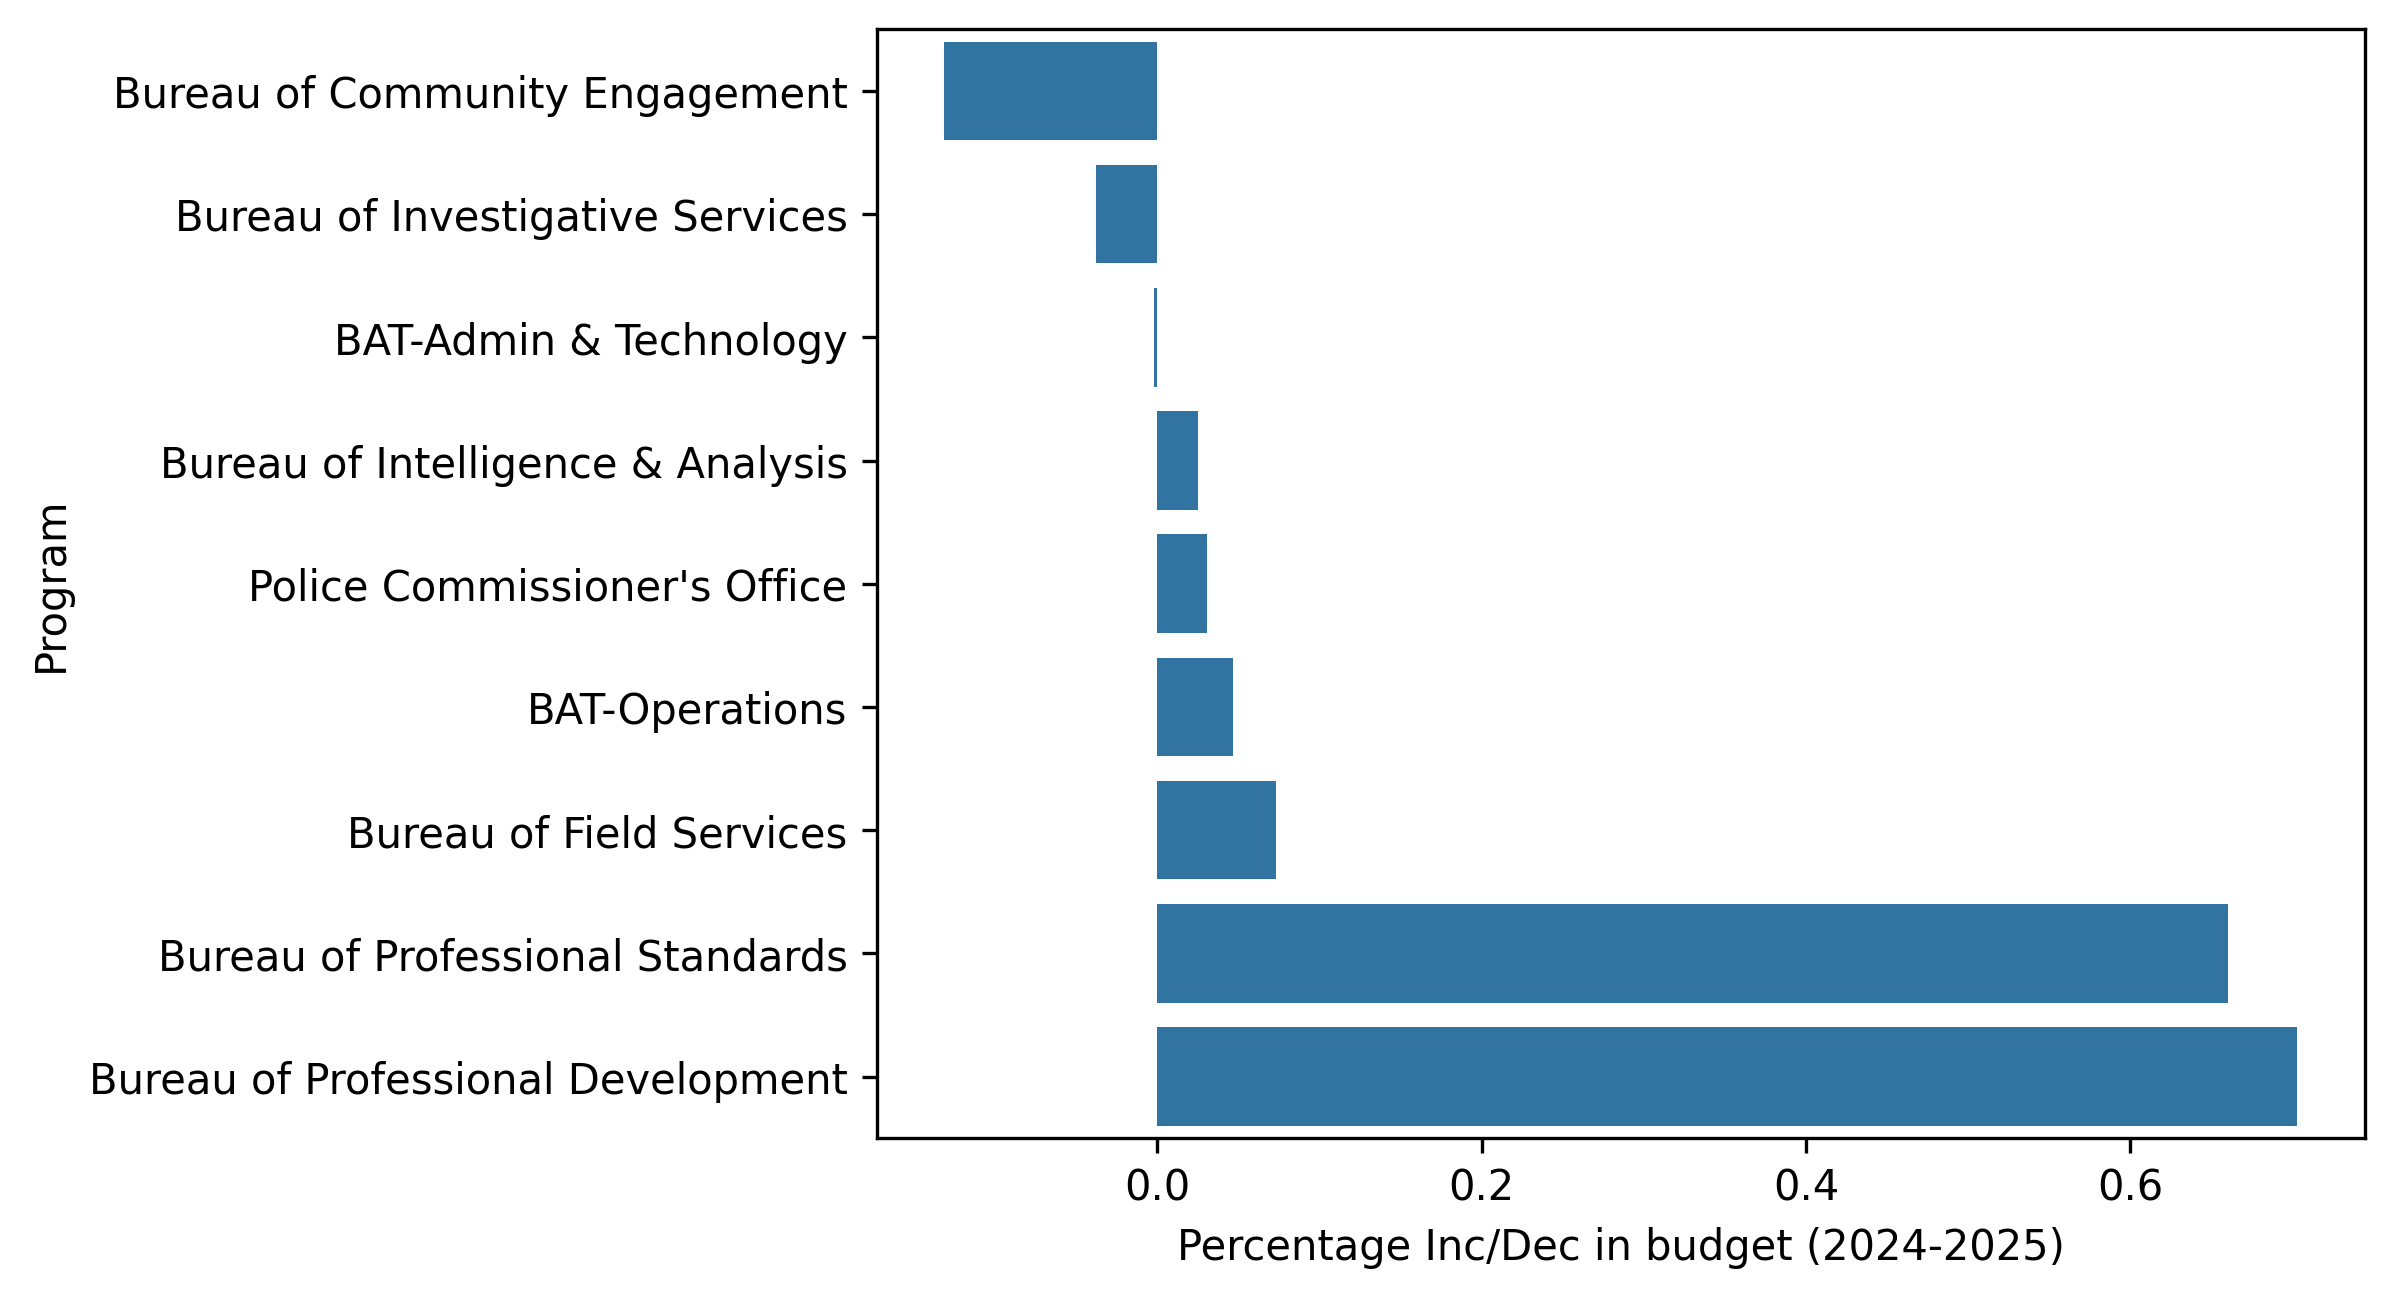 Program
Bureau of Community Engagement
Bureau of Investigative Services
BAT-Admin & Technology
Bureau of Intelligence & Analysis
Police Commissioner's Office
BAT-Operations
Bureau of Field Services
Bureau of Professional Standards
Bureau of Professional Development
0.0 0.2 0.4 0.6
Percentage Inc/Dec in budget (2024-2025)